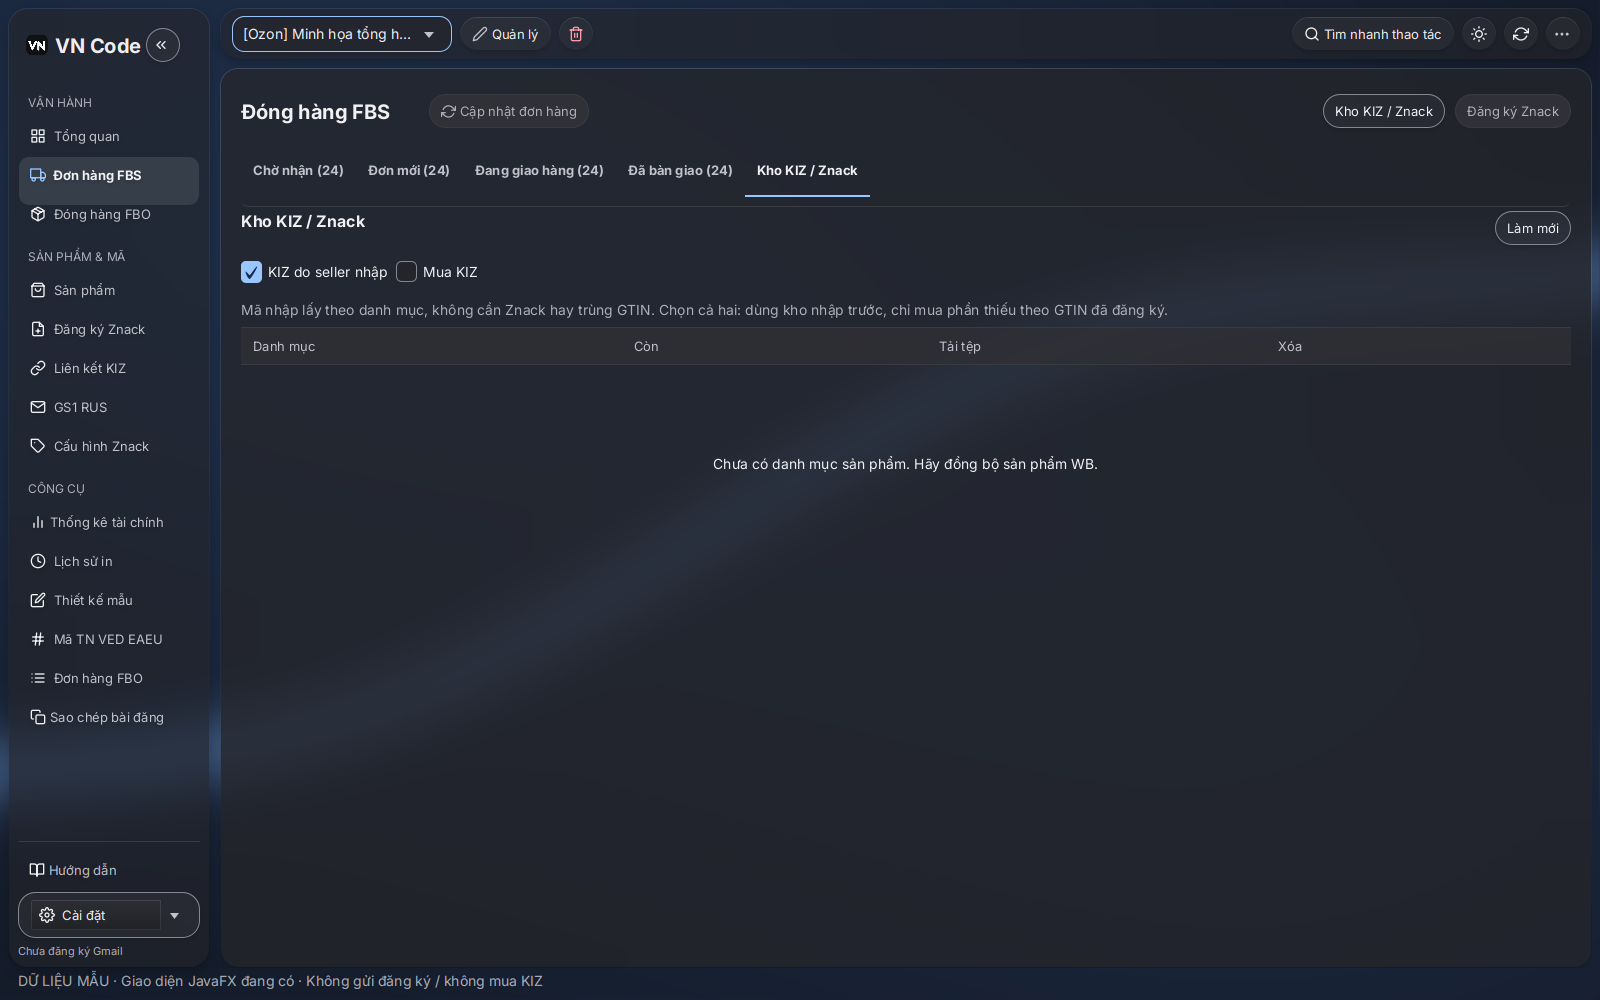 VN VN Code
VẬN HÀNH
Tổng quan
Đơn hàng FBS
Đóng hàng FBO
SẢN PHẨM & MÃ
Sản phẩm
Đăng ký Znack
Liên kết KIZ
GS1 RUS
Cấu hình Znack
CÔNG CỤ
Thống kê tài chính
Lịch sử in
Thiết kế mẫu
Mã TN VED EAEU
Đơn hàng FBO
Sao chép bài đăng
Hướng dẫn
Cài đặt
Chưa đăng ký Gmail
[Ozon] Minh họa tổng h...
Quản lý
Tìm nhanh thao tác
Đóng hàng FBS
Cập nhật đơn hàng
Kho KIZ / Znack
Đăng ký Znack
Chờ nhận (24)
Đơn mới (24)
Đang giao hàng (24)
Đã bàn giao (24)
Kho KIZ / Znack
Kho KIZ / Znack
Làm mới
KIZ do seller nhập
Mua KIZ
Mã nhập lấy theo danh mục, không cần Znack hay trùng GTIN. Chọn cả hai: dùng kho nhập trước, chỉ mua phần thiếu theo GTIN đã đăng ký.
Danh mục
Còn
Tải tệp
Xóa
Chưa có danh mục sản phẩm. Hãy đồng bộ sản phẩm WB.
DỮ LIỆU MẪU · Giao diện JavaFX đang có · Không gửi đăng ký / không mua KIZ